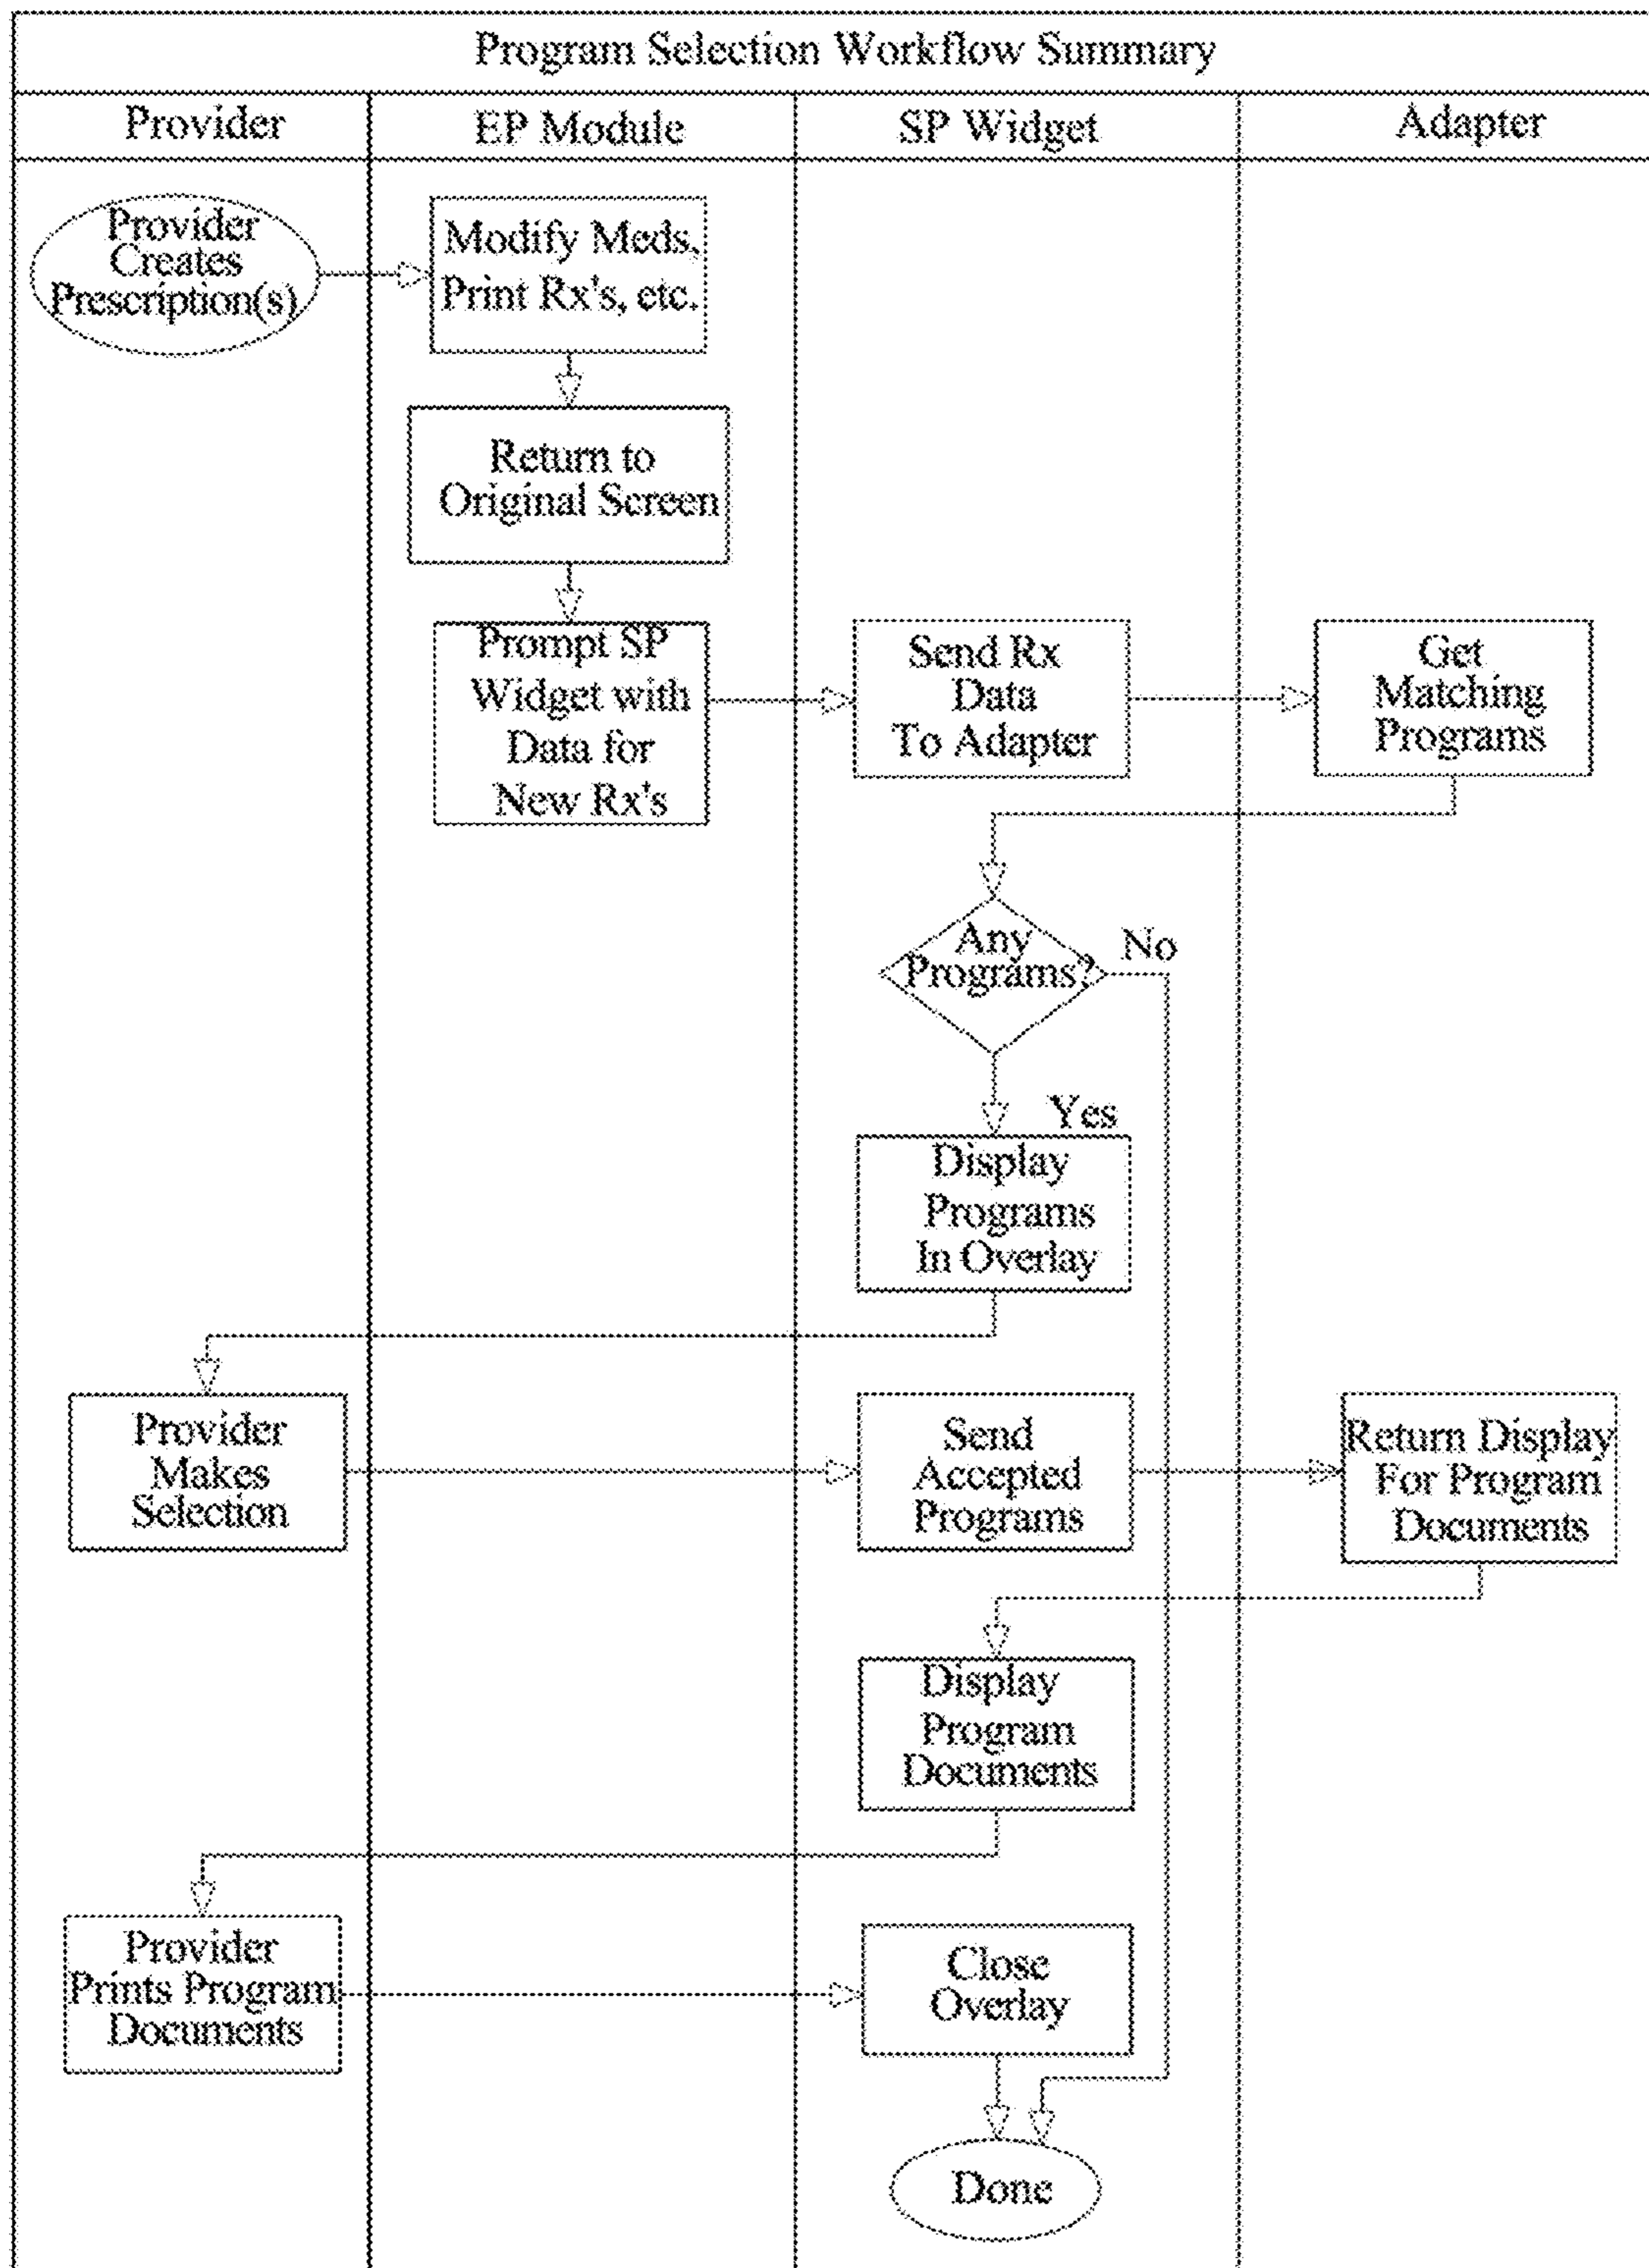 Program Selection Workflow Summary
Provider
EP Module
SP Widget
Adapter
Provider
Creates
Prescription(s)
Modify Meds,
Print Rx's, etc.
Return to
Original Screen
Prompt SP
Widget with
Data for
New Rx's
Send Rx
Data
To Adapter
Get
Matching
Programs
Any
Programs?
No
Yes
Display
Programs
In Overlay
Provider
Makes
Selection
Send
Accepted
Programs
Return Display
For Program
Documents
Display
Program
Documents
Provider
Prints Program
Documents
Close
Overlay
Done